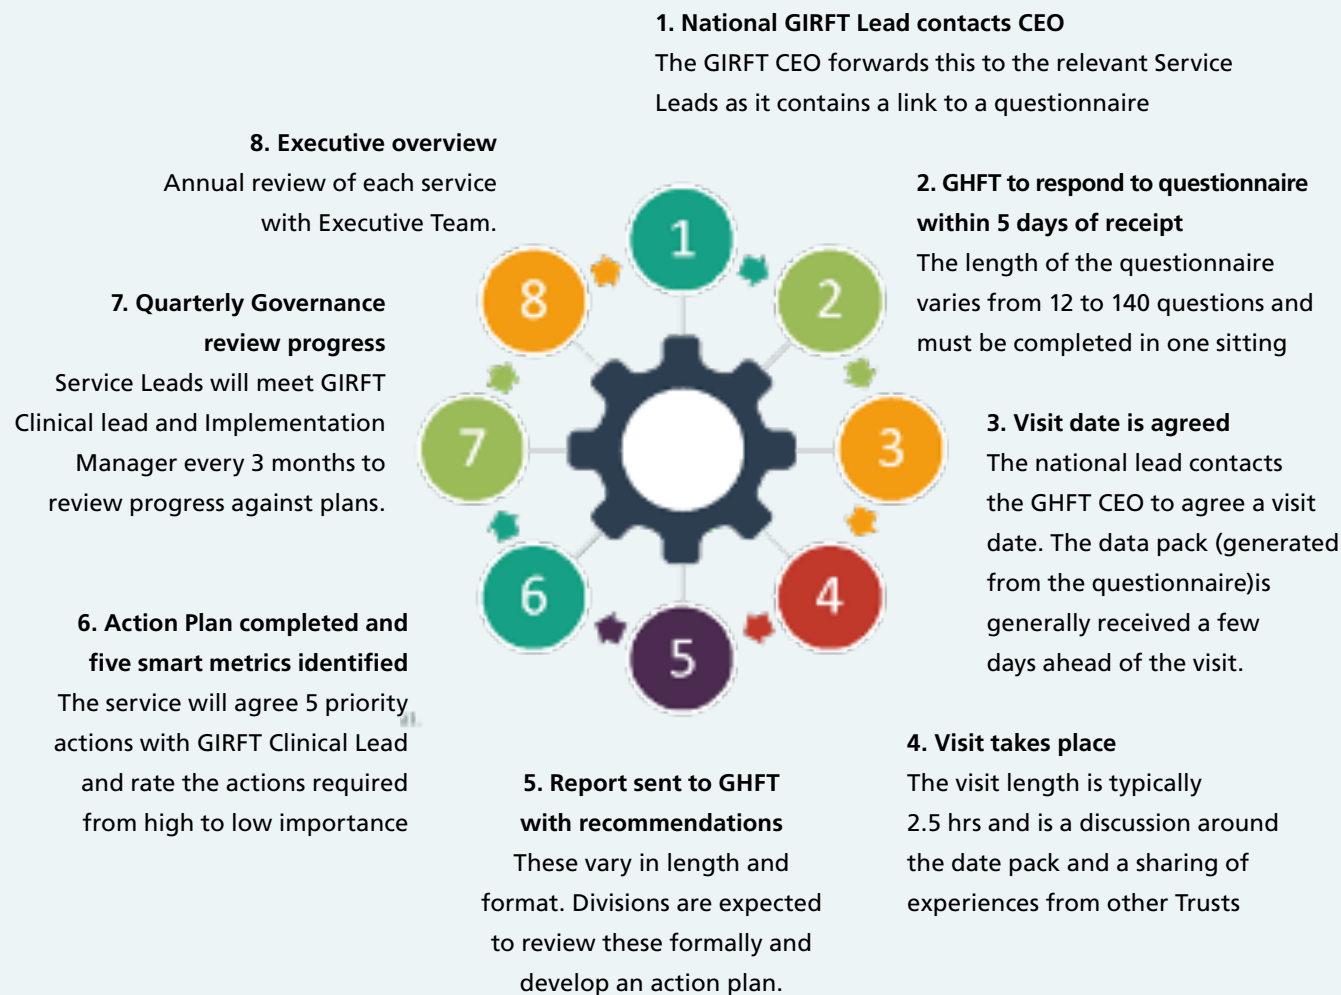 1. National GIRFT Lead contacts CEO
The GIRFT CEO forwards this to the relevant Service
Leads as it contains a link to a questionnaire
2. GHFT to respond to questionnaire
within 5 days of receipt
The length of the questionnaire
varies from 12 to 140 questions and
must be completed in one sitting
3. Visit date is agreed
The national lead contacts
the GHFT CEO to agree a visit
date. The data pack (generated
from the questionnaire)is
generally received a few
days ahead of the visit.
4. Visit takes place
The visit length is typically
2.5 hrs and is a discussion around
the date pack and a sharing of
experiences from other Trusts
5. Report sent to GHFT
with recommendations
These vary in length and
format. Divisions are expected
to review these formally and
develop an action plan.
6. Action Plan completed and
five smart metrics identified
The service will agree 5 priority
actions with GIRFT Clinical Lead
and rate the actions required
from high to low importance
7. Quarterly Governance
review progress
Service Leads will meet GIRFT
Clinical lead and Implementation
Manager every 3 months to
review progress against plans.
8. Executive overview
Annual review of each service
with Executive Team.
1
2
3
4
5
6
7
8